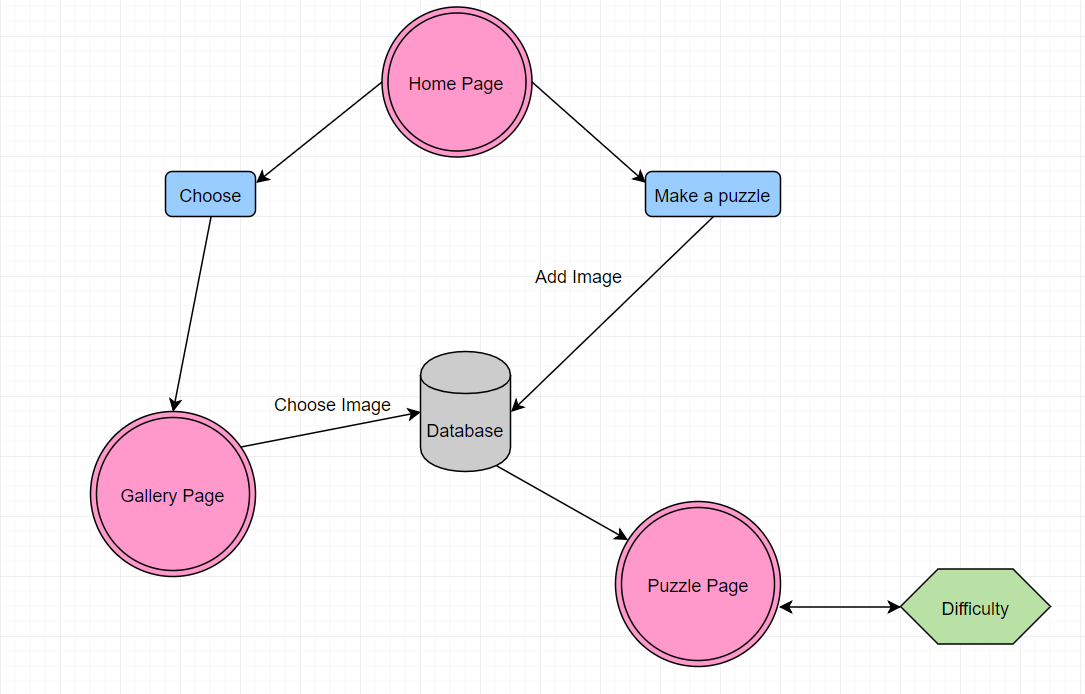 Home Page
Choose
Make a puzzle
Add Image
Choose Image
Database
Gallery Page
Puzzle Page
Difficulty